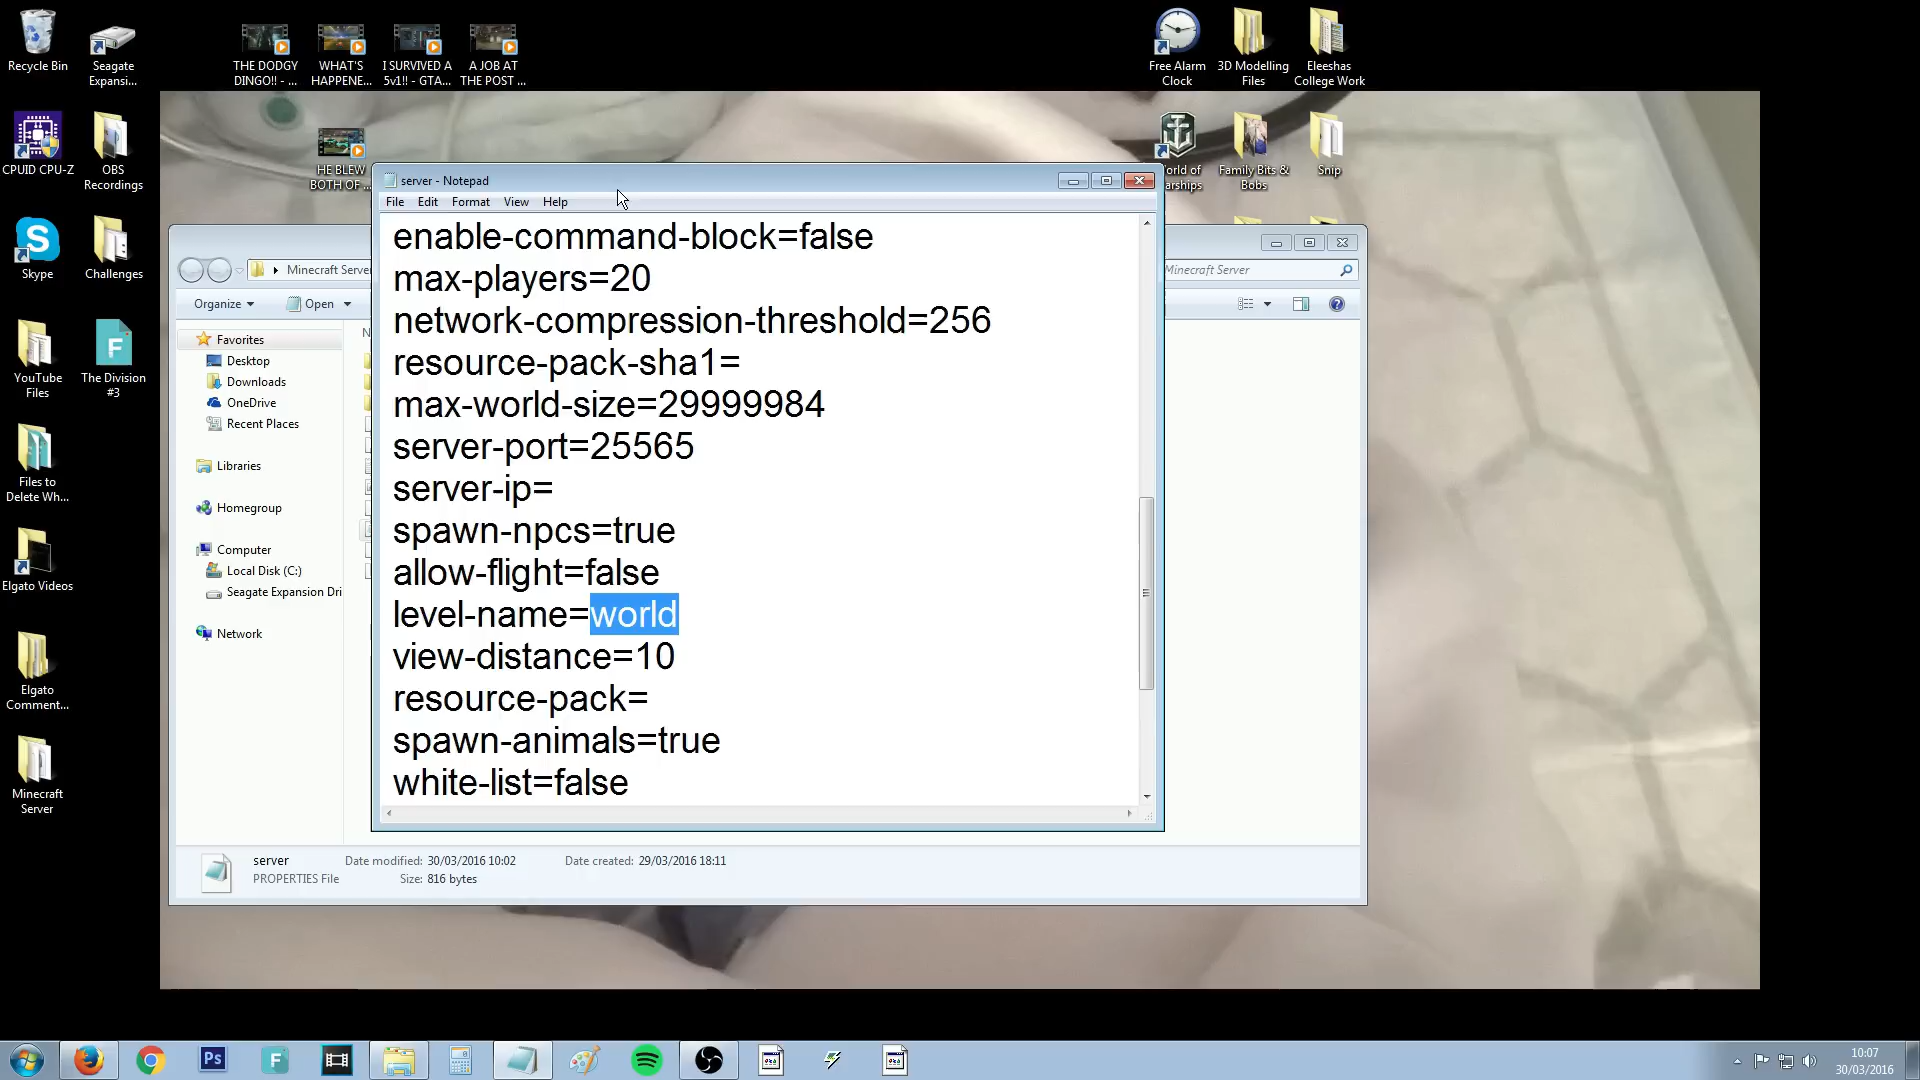 Recycle Bin
Seagate
Expansi...
THE DODGY
DINGO!! - ...
WHAT'S
HAPPENE...
I SURVIVED A
5v1!! - GTA...
A JOB AT
THE POST ...
Free Alarm
Clock
3D Modelling
Files
Eleeshas
College Work
CPUID CPU-Z
OBS
Recordings
HE BLEW
BOTH OF ...
World of
arships
Family Bits &
Bobs
Snip
server - Notepad
File Edit Format View Help
Skype
Challenges
Minecraft Server
Minecraft Server
Organize
Open
Favorites
Desktop
Downloads
OneDrive
Recent Places
Libraries
Homegroup
Computer
Local Disk (C:)
Seagate Expansion Dri
Network
enable-command-block=false
max-players=20
network-compression-threshold=256
resource-pack-sha1=
max-world-size=29999984
server-port=25565
server-ip=
spawn-npcs=true
allow-flight=false
level-name=world
view-distance=10
resource-pack=
spawn-animals=true
white-list=false
YouTube
Files
The Division
#3
Files to
Delete Wh...
Elgato Videos
Elgato
Comment...
Minecraft
Server
server
Date modified: 30/03/2016 10:02
Date created: 29/03/2016 18:11
PROPERTIES File
Size: 816 bytes
Ps
F
10:07
30/03/2016